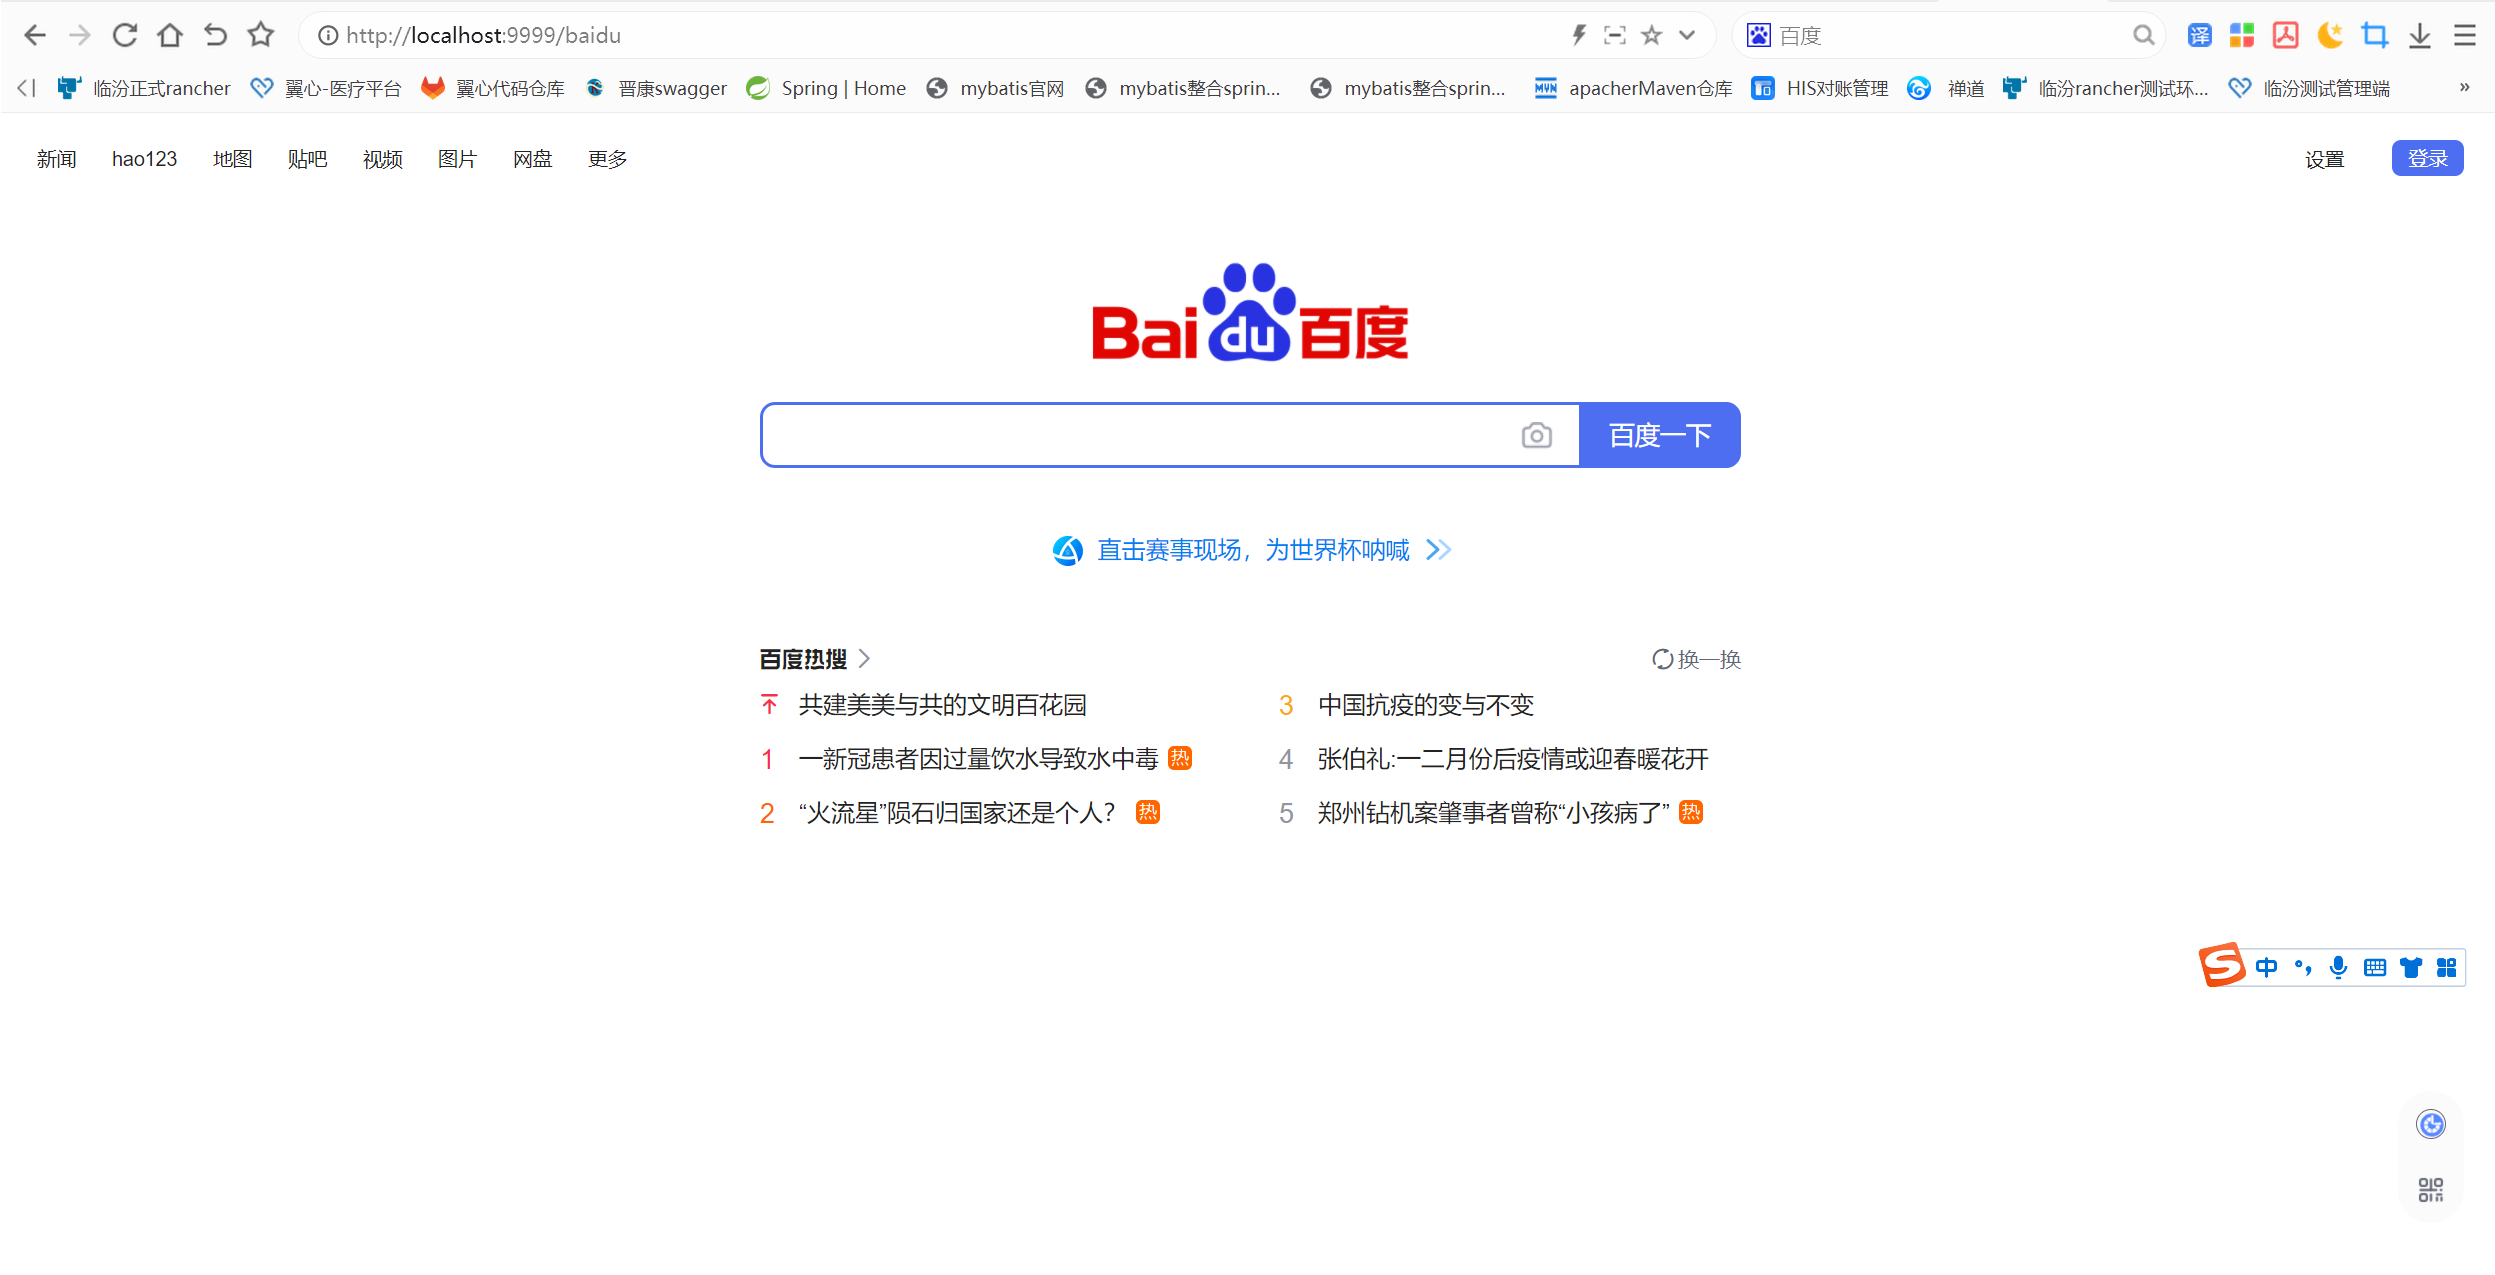 http://localhost:9999/baidu 百度
临汾正式rancher 翼心-医疗平台 翼心代码仓库 晋康swagger Spring | Home mybatis官网 mybatis整合sprin... mybatis整合sprin... MVN apacherMaven仓库 HIS对账管理 禅道 临汾rancher测试环... 临汾测试管理端 »
新闻 hao123 地图 贴吧 视频 图片 网盘 更多 设置 登录
Bai du 百度
百度一下
直击赛事现场，为世界杯呐喊
百度热搜 换一换
共建美美与共的文明百花园
1 一新冠患者因过量饮水导致水中毒 热
2 “火流星”陨石归国家还是个人？ 热
3 中国抗疫的变与不变
4 张伯礼:一二月份后疫情或迎春暖花开
5 郑州钻机案肇事者曾称“小孩病了” 热
S 中